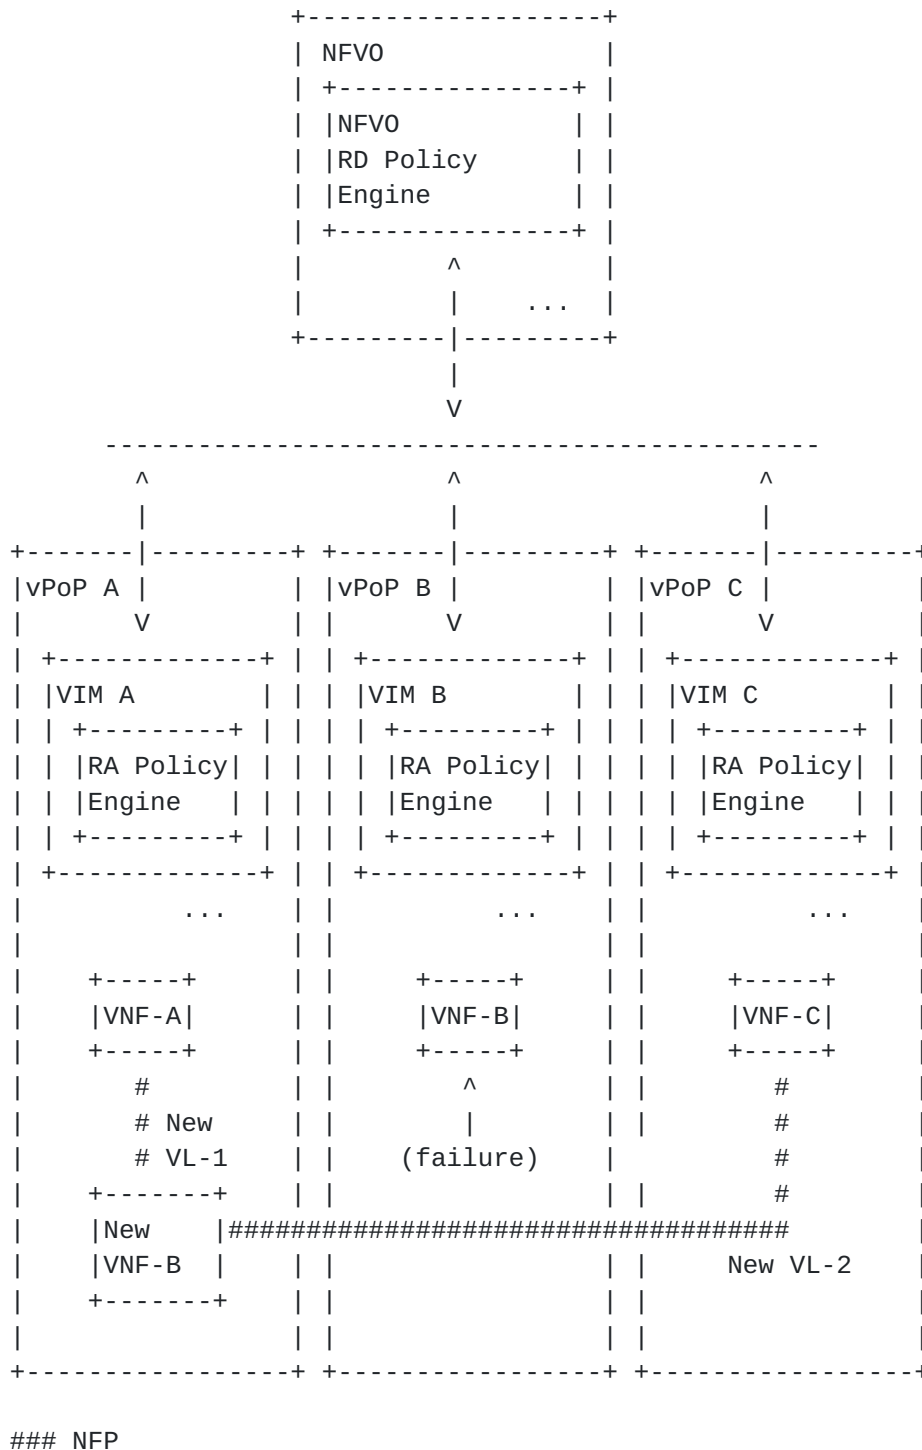 +-------------------+
| NFVO              |
| +---------------+ |
| |NFVO           | |
| |RD Policy      | |
| |Engine         | |
| +---------------+ |
|         ^         |
|         |    ...  |
+---------|---------+
|
V
----------------------------------------------
^                   ^                   ^
|                   |                   |
+-------|---------+ +-------|---------+ +-------|---------+
|vPoP A |         | |vPoP B |         | |vPoP C |         |
|       V         | |       V         | |       V         |
| +-------------+ | | +-------------+ | | +-------------+ |
| |VIM A        | | | |VIM B        | | | |VIM C        | |
| | +---------+ | | | | +---------+ | | | | +---------+ | |
| | |RA Policy| | | | | |RA Policy| | | | | |RA Policy| | |
| | |Engine   | | | | | |Engine   | | | | | |Engine   | | |
| | +---------+ | | | | +---------+ | | | | +---------+ | |
| +-------------+ | | +-------------+ | | +-------------+ |
|          ...    | |           ...   | |           ...   |
|                 | |                 | |                 |
|    +-----+      | |     +-----+     | |     +-----+     |
|    |VNF-A|      | |     |VNF-B|     | |     |VNF-C|     |
|    +-----+      | |     +-----+     | |     +-----+     |
|       #         | |        ^        | |        #        |
|       # New     | |        |        | |        #        |
|       # VL-1    | |    (failure)    |          #        |
|    +-------+    | |                 | |        #        |
|    |New    |####################################        |
|    |VNF-B  |    | |                 | |     New VL-2    |
|    +-------+    | |                 | |                 |
|                 | |                 | |                 |
+-----------------+ +-----------------+ +-----------------+
### NFP